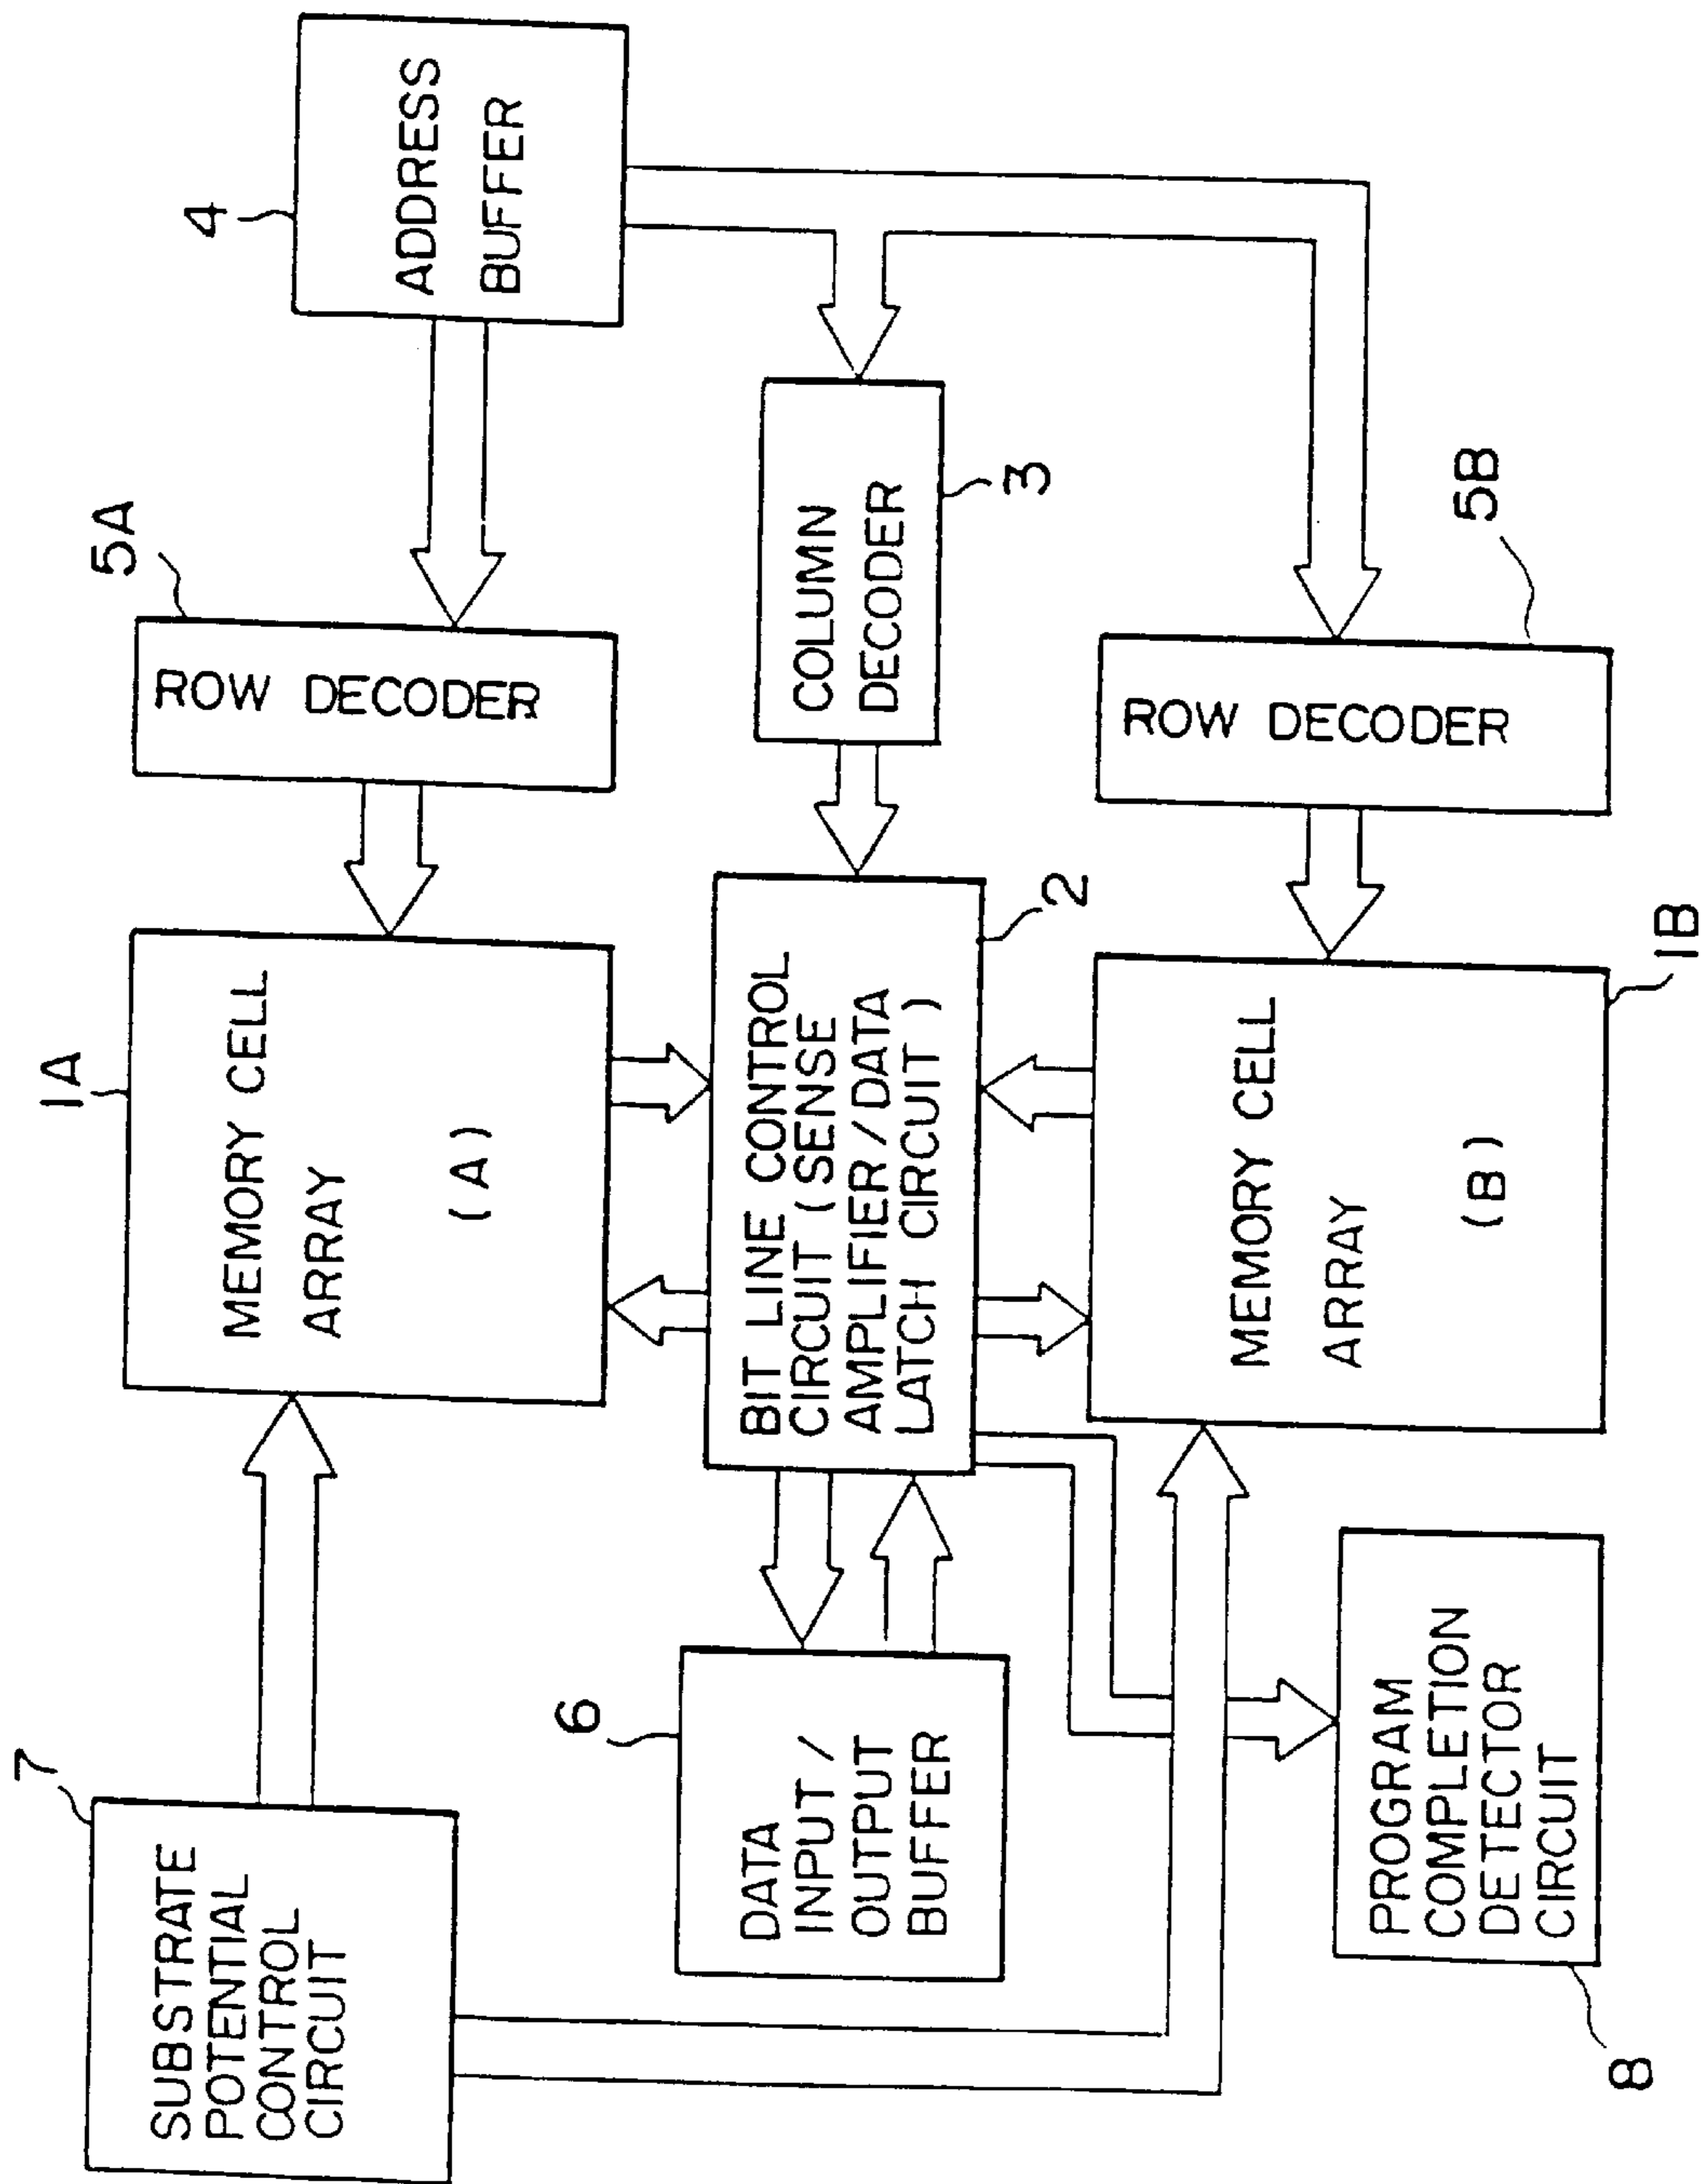 7
SUBSTRATE
POTENTIAL
CONTROL
CIRCUIT
1A
MEMORY CELL
ARRAY
(A)
5A
ROW DECODER
4
ADDRESS
BUFFER
6
DATA
INPUT /
OUTPUT
BUFFER
BIT LINE CONTROL
CIRCUIT (SENSE
AMPLIFIER/DATA
LATCH CIRCUIT)
2
COLUMN
DECODER
3
PROGRAM
COMPLETION
DETECTOR
CIRCUIT
8
MEMORY CELL
ARRAY
(B)
1B
ROW DECODER
5B